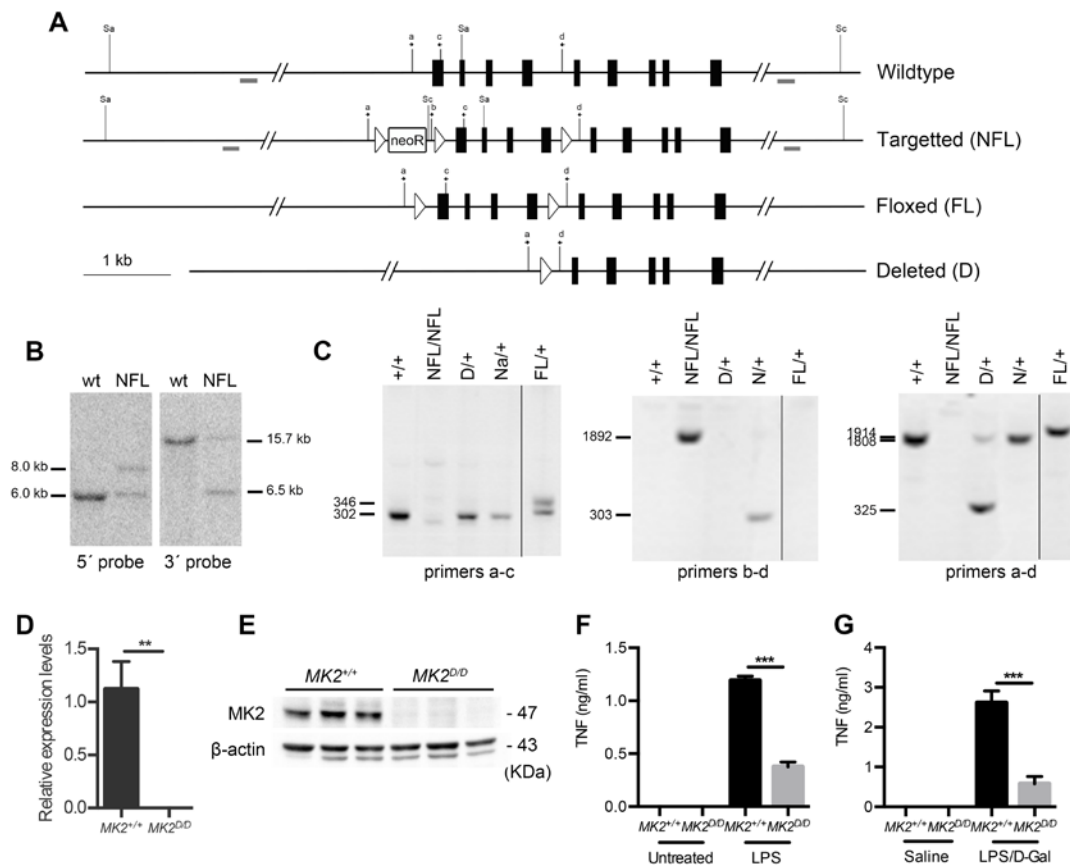 A
Sa
a
c
Sa
d
Sc
Wildtype
Sa
a
Sc
b
c
Sa
d
Sc
neoR
Targetted (NFL)
a
c
d
Floxed (FL)
a
d
Deleted (D)
1 kb
B
wt NFL wt NFL
8.0 kb
6.0 kb
15.7 kb
6.5 kb
5´ probe 3´ probe
C
+/+ NFL/NFL D/+ Na/+ FL/+
346
302
primers a-c
+/+ NFL/NFL D/+ N/+ FL/+
1892
303
primers b-d
+/+ NFL/NFL D/+ N/+ FL/+
1914
1808
325
primers a-d
D
Relative expression levels
1.5
1.0
0.5
0.0
**
MK2+/+ MK2D/D
E
MK2+/+ MK2D/D
MK2 - 47
β-actin - 43
(KDa)
F
TNF (ng/ml)
1.5
1.0
0.5
0.0
***
MK2+/+ MK2D/D MK2+/+ MK2D/D
Untreated LPS
G
TNF (ng/ml)
4
3
2
1
0
***
MK2+/+ MK2D/D MK2+/+ MK2D/D
Saline LPS/D-Gal